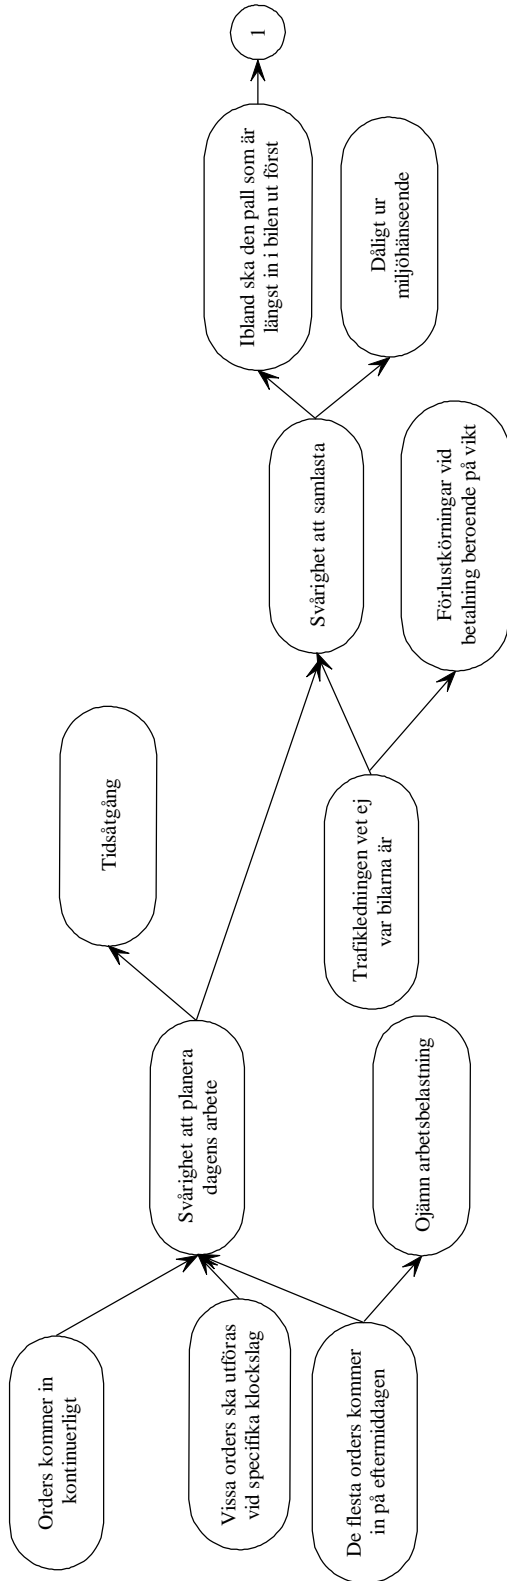 Orders kommer in
kontinuerligt
Vissa orders ska utföras
vid specifika klockslag
De flesta orders kommer
in på eftermiddagen
Svårighet att planera
dagens arbete
Ojämn arbetsbelastning
Tidsåtgång
Trafikledningen vet ej
var bilarna är
Svårighet att samlasta
Förlustkörningar vid
betalning beroende på vikt
Ibland ska den pall som är
längst in i bilen ut först
Dåligt ur
miljöhänseende
1